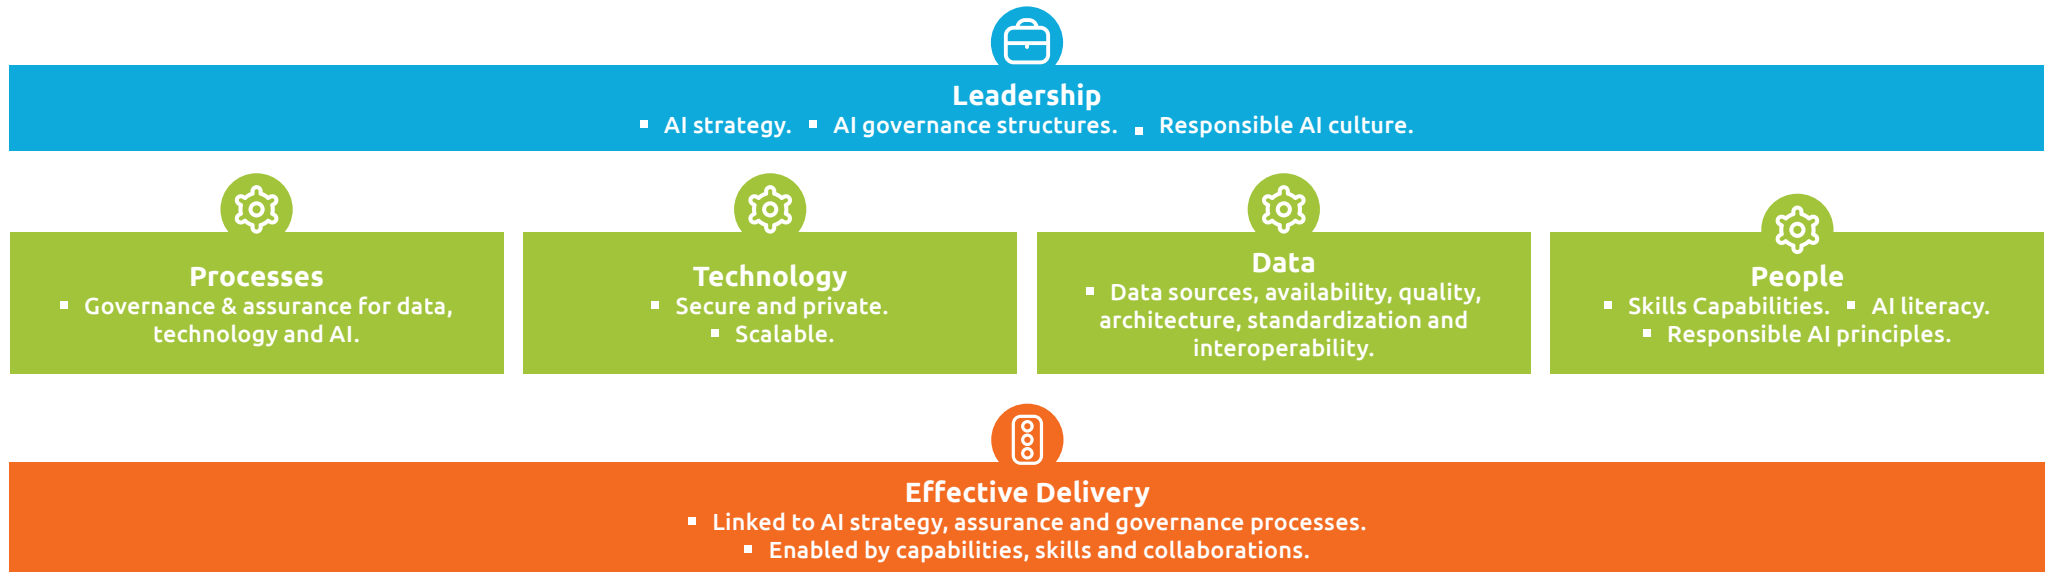 Leadership
▪ AI strategy. ▪ AI governance structures. ▪ Responsible AI culture.
Processes
▪ Governance & assurance for data,
technology and AI.
Technology
▪ Secure and private.
▪ Scalable.
Data
▪ Data sources, availability, quality,
architecture, standardization and
interoperability.
People
▪ Skills Capabilities. ▪ AI literacy.
▪ Responsible AI principles.
Effective Delivery
▪ Linked to AI strategy, assurance and governance processes.
▪ Enabled by capabilities, skills and collaborations.